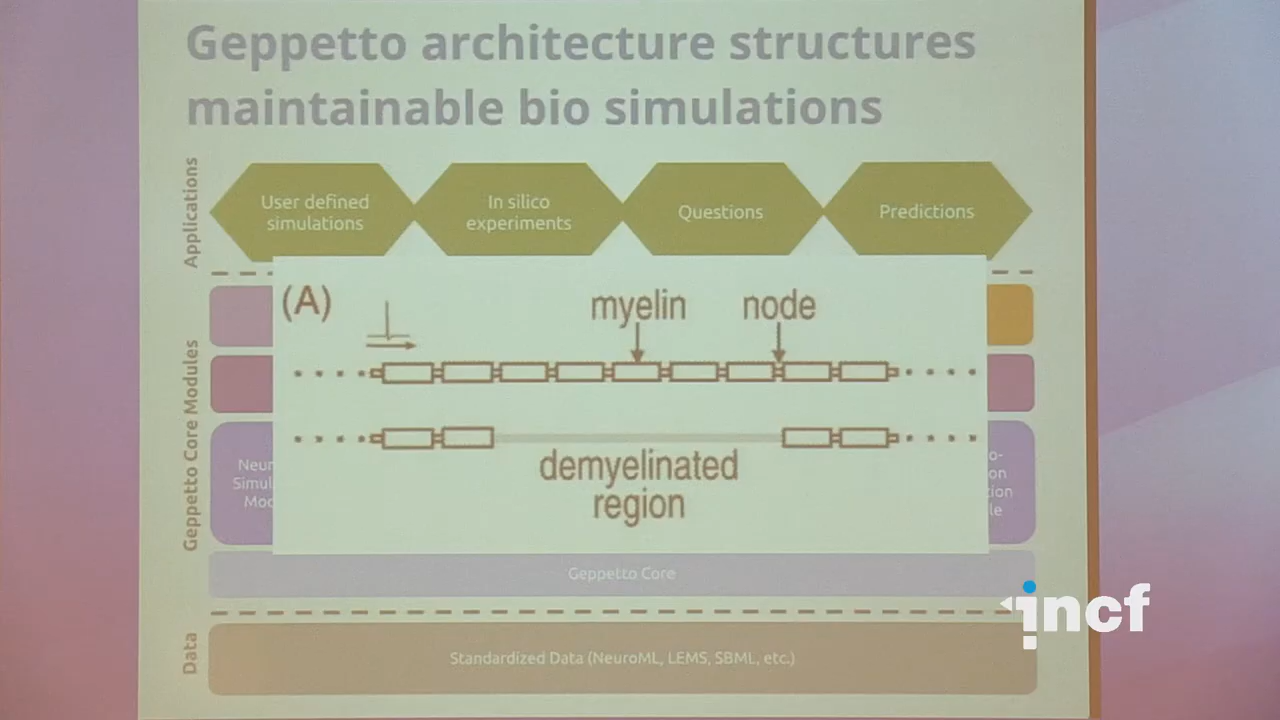 Geppetto architecture structures
maintainable bio simulations
Applications
User defined
simulations
In silico
experiments
Questions
Predictions
(A)
myelin
node
demyelinated
region
Geppetto Core Modules
Geppetto Core
Data
Standardized Data (NeuroML, LEMS, SBML, etc.)
incf